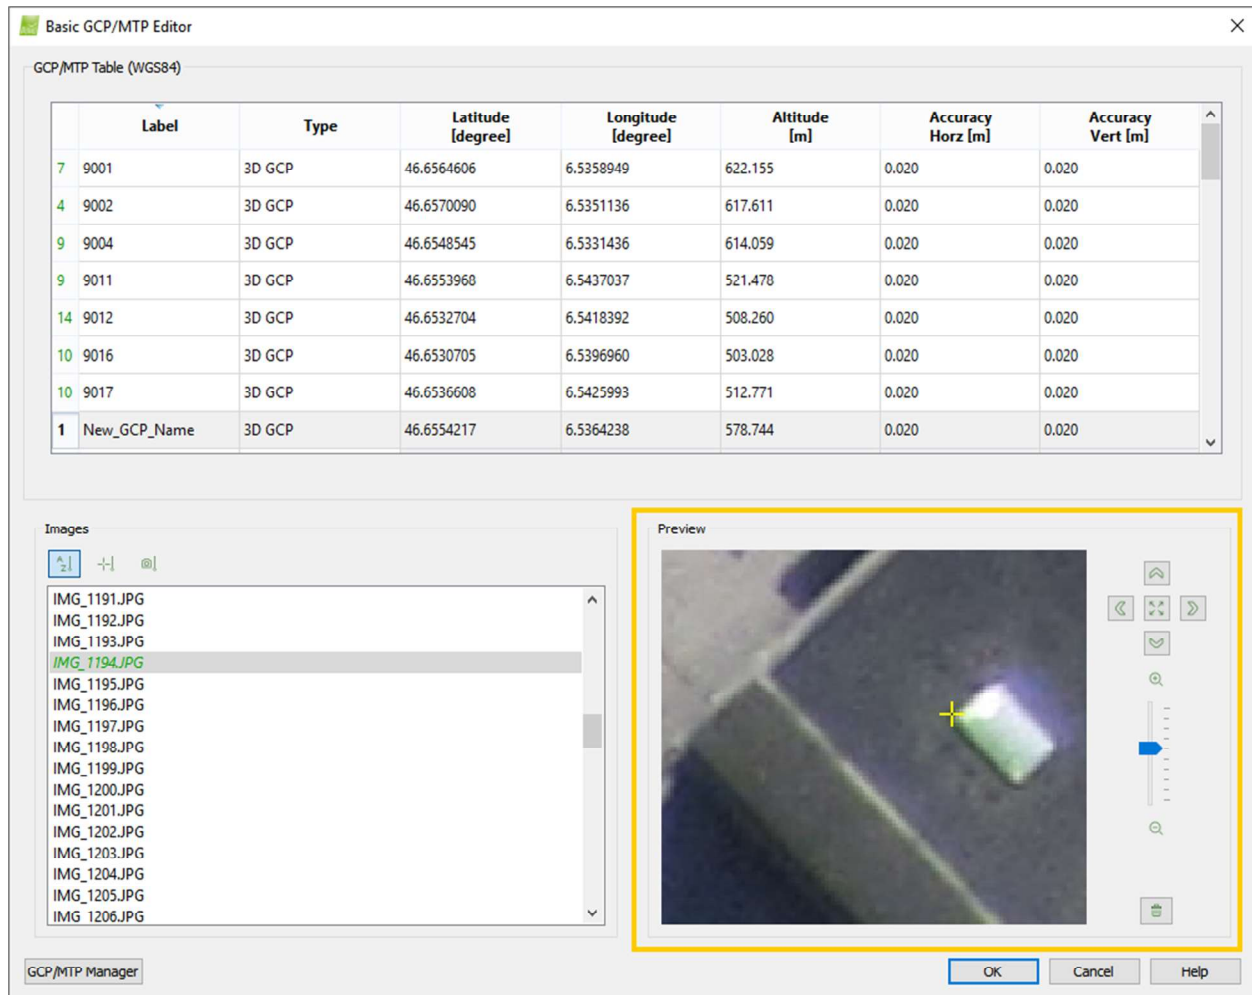 Basic GCP/MTP Editor
GCP/MTP Table (WGS84)
Label Type Latitude [degree] Longitude [degree] Altitude [m] Accuracy Horz [m] Accuracy Vert [m]
7 9001 3D GCP 46.6564606 6.5358949 622.155 0.020 0.020
4 9002 3D GCP 46.6570090 6.5351136 617.611 0.020 0.020
9 9004 3D GCP 46.6548545 6.5331436 614.059 0.020 0.020
9 9011 3D GCP 46.6553968 6.5437037 521.478 0.020 0.020
14 9012 3D GCP 46.6532704 6.5418392 508.260 0.020 0.020
10 9016 3D GCP 46.6530705 6.5396960 503.028 0.020 0.020
10 9017 3D GCP 46.6536608 6.5425993 512.771 0.020 0.020
1 New_GCP_Name 3D GCP 46.6554217 6.5364238 578.744 0.020 0.020
Images
IMG_1191.JPG
IMG_1192.JPG
IMG_1193.JPG
IMG_1194.JPG
IMG_1195.JPG
IMG_1196.JPG
IMG_1197.JPG
IMG_1198.JPG
IMG_1199.JPG
IMG_1200.JPG
IMG_1201.JPG
IMG_1202.JPG
IMG_1203.JPG
IMG_1204.JPG
IMG_1205.JPG
IMG_1206.JPG
Preview
GCP/MTP Manager
OK Cancel Help